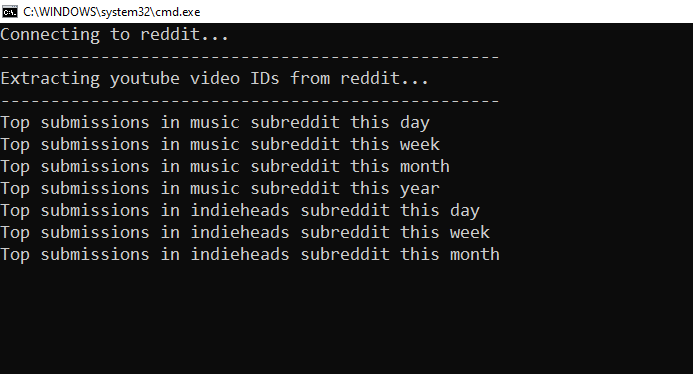 C:\WINDOWS\system32\cmd.exe
Connecting to reddit...
--------------------------------------------------
Extracting youtube video IDs from reddit...
--------------------------------------------------
Top submissions in music subreddit this day
Top submissions in music subreddit this week
Top submissions in music subreddit this month
Top submissions in music subreddit this year
Top submissions in indieheads subreddit this day
Top submissions in indieheads subreddit this week
Top submissions in indieheads subreddit this month